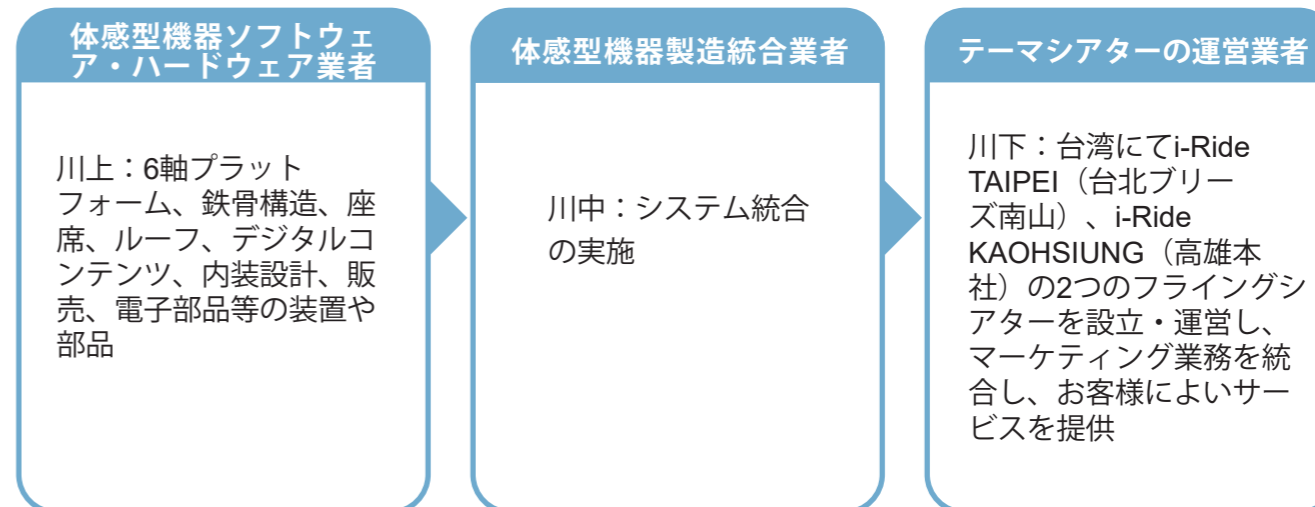 体感型機器ソフトウェ
ア・ハードウェア業者
川上：6軸プラット
フォーム、鉄骨構造、座
席、ルーフ、デジタルコ
ンテンツ、内装設計、販
売、電子部品等の装置や
部品
体感型機器製造統合業者
川中：システム統合
の実施
テーマシアターの運営業者
川下：台湾にてi-Ride
TAIPEI（台北ブリー
ズ南山）、i-Ride
KAOHSIUNG（高雄本
社）の2つのフライングシ
アターを設立・運営し、
マーケティング業務を統
合し、お客様によいサー
ビスを提供